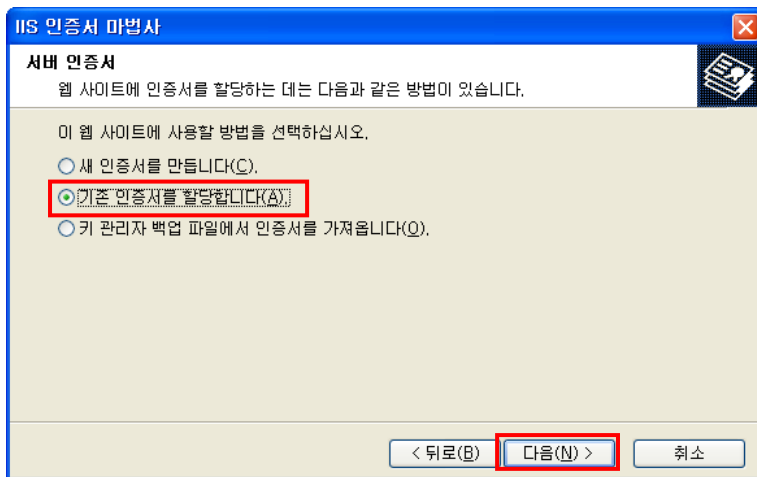 IIS 인증서 마법사
서버 인증서
웹 사이트에 인증서를 할당하는 데는 다음과 같은 방법이 있습니다.
이 웹 사이트에 사용할 방법을 선택하십시오.
새 인증서를 만듭니다(C).
기존 인증서를 할당합니다(A).
키 관리자 백업 파일에서 인증서를 가져옵니다(O).
< 뒤로(B) 다음(N) > 취소